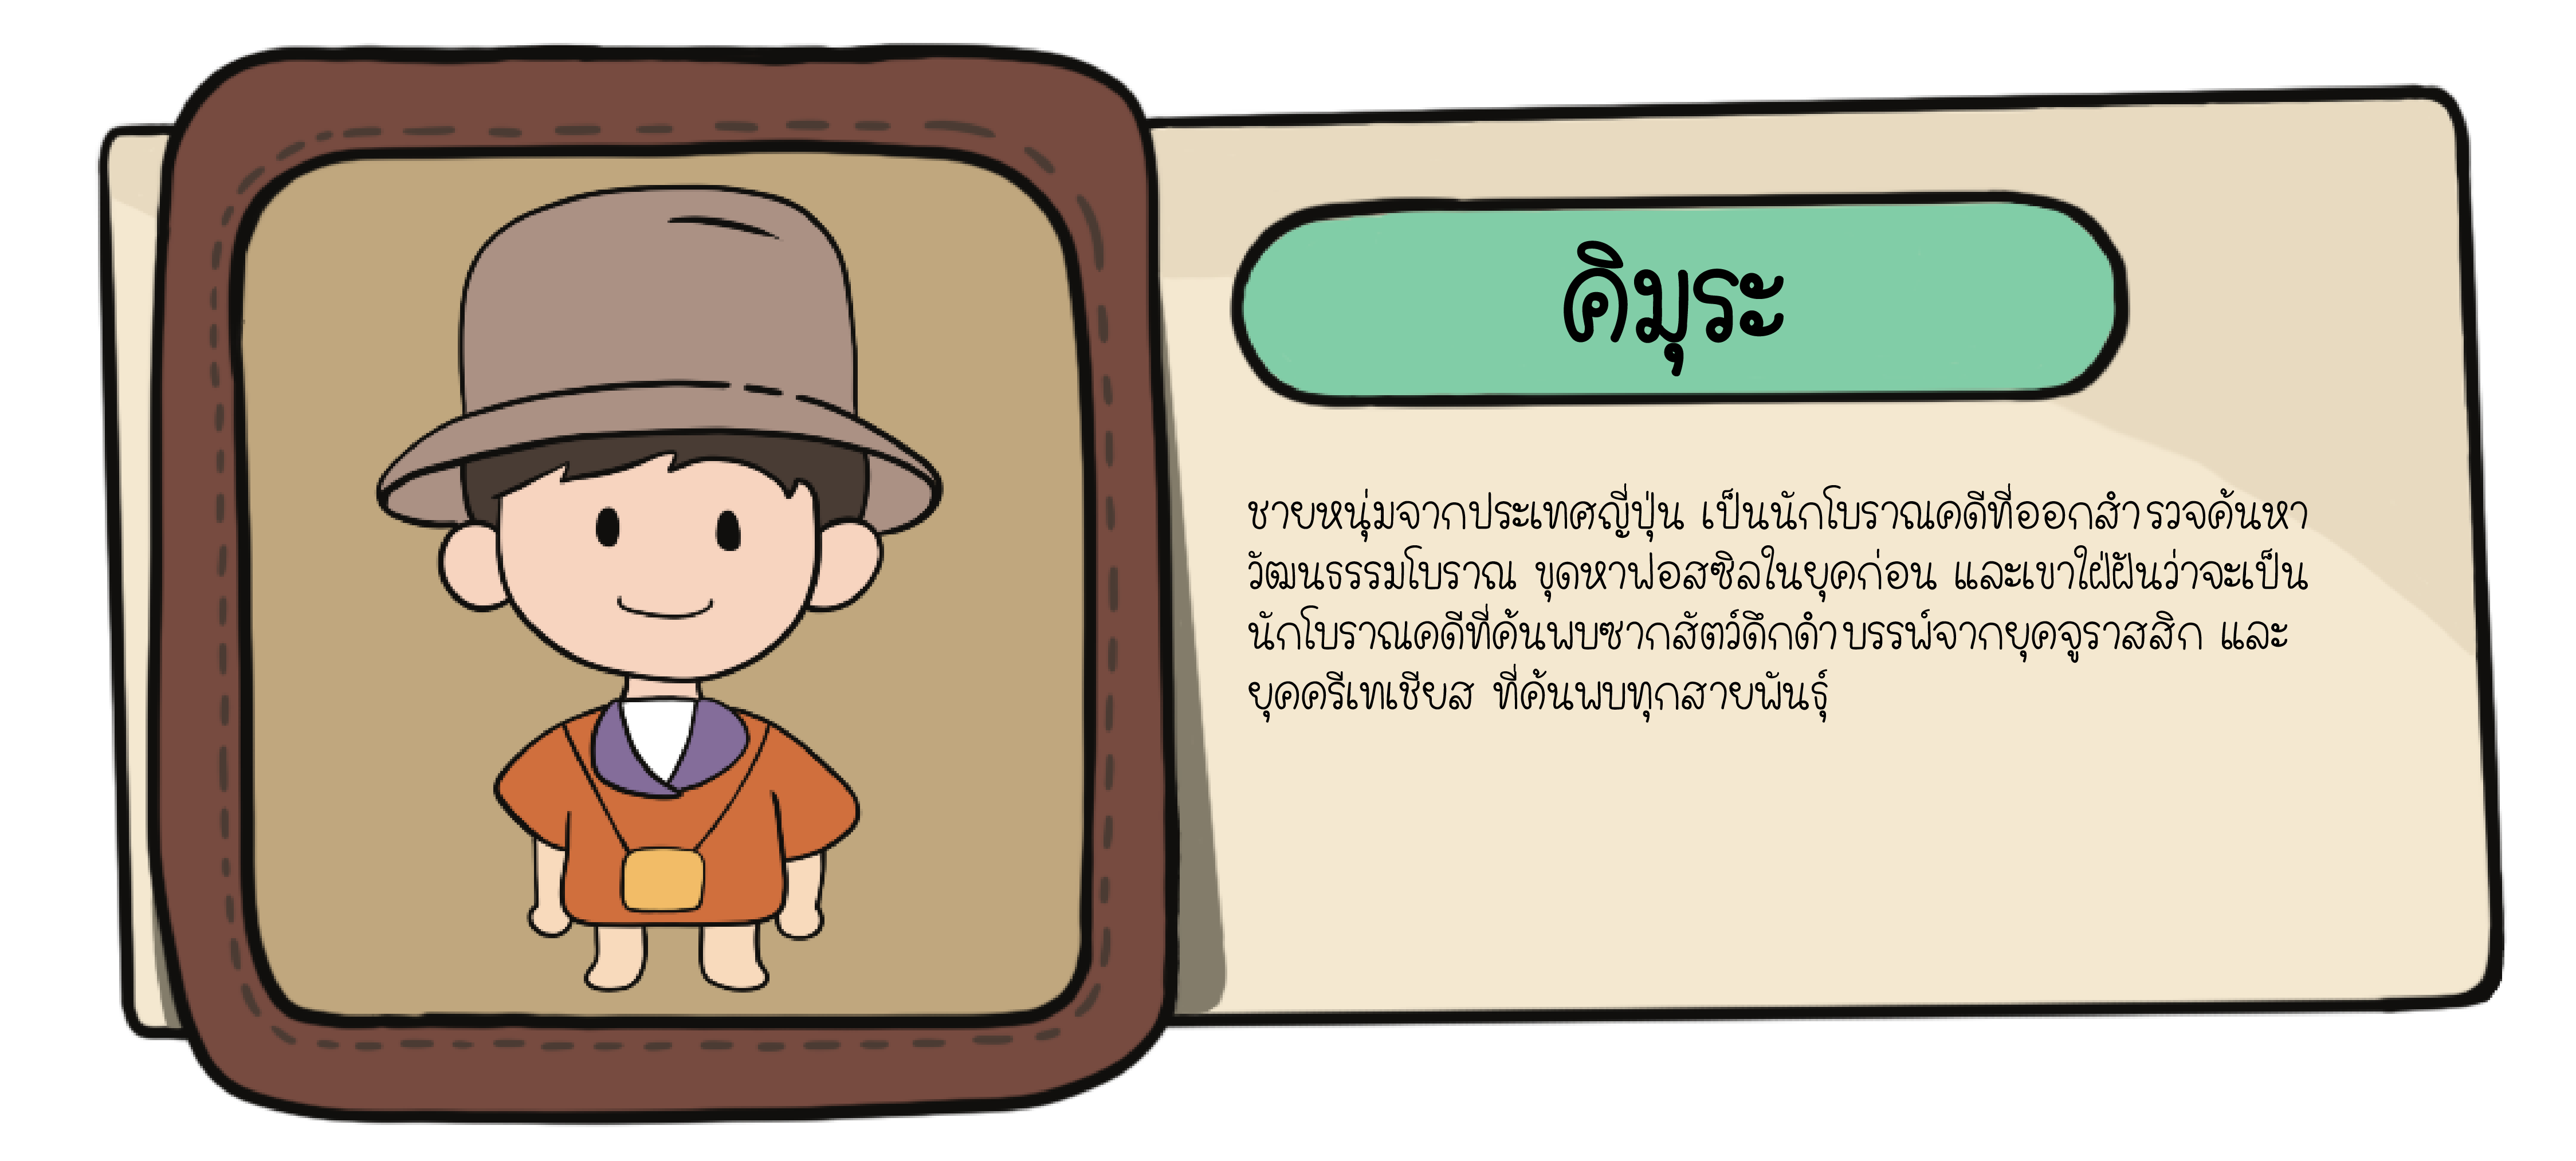 คิมุระ
ชายหนุ่มจากประเทศญี่ปุ่น เป็นนักโบราณคดีที่ออกสำรวจค้นหา
วัฒนธรรมโบราณ ขุดหาฟอสซิลในยุคก่อน และเขาใฝ่ฝันว่าจะเป็น
นักโบราณคดีที่ค้นพบซากสัตว์ดึกดำบรรพ์จากยุคจูราสสิก และ
ยุคครีเทเชียส ที่ค้นพบทุกสายพันธุ์